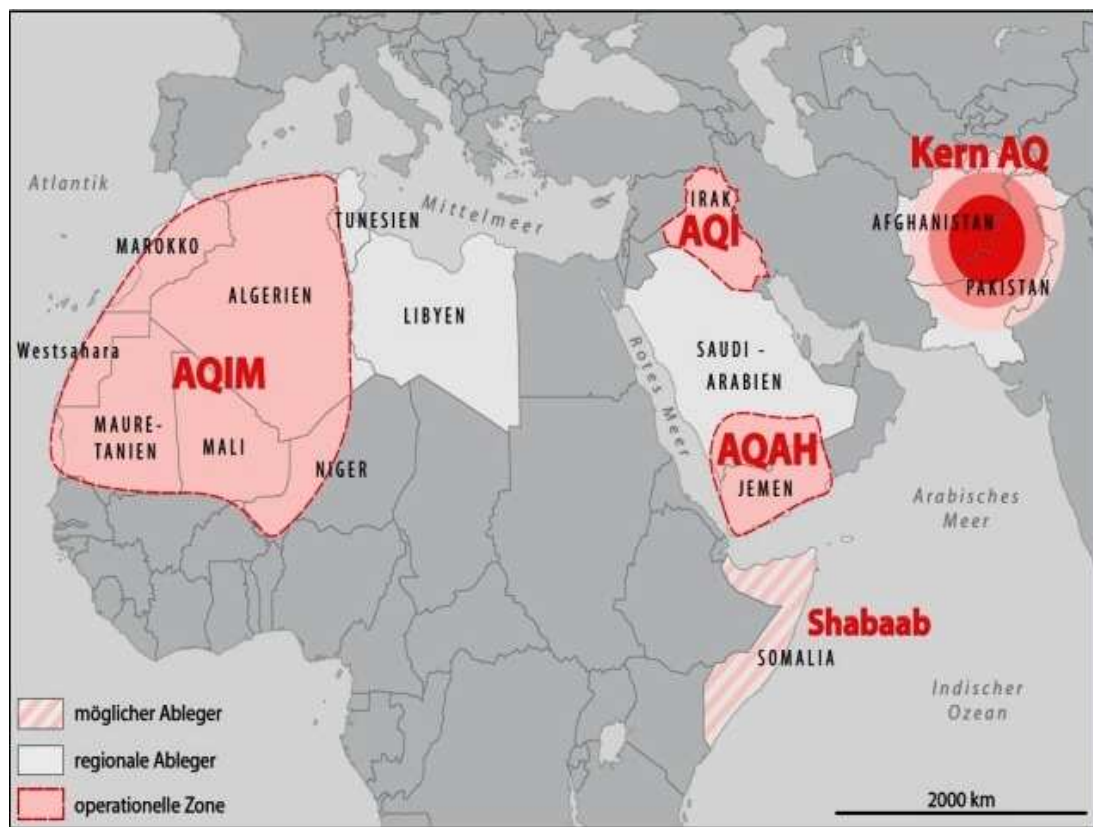 Kern AQ
Atlantik
IRAK
TUNESIEN
Mittelmeer
AFGHANISTAN
MAROKKO
AQI
PAKISTAN
ALGERIEN
LIBYEN
Westsahara
SAUDI -
ARABIEN
AQIM
Rotes Meer
MAURE-
TANIEN
MALI
NIGER
AQAH
JEMEN
Arabisches
Meer
Shabaab
SOMALIA
Indischer
Ozean
möglicher Ableger
regionale Ableger
operationelle Zone
2000 km